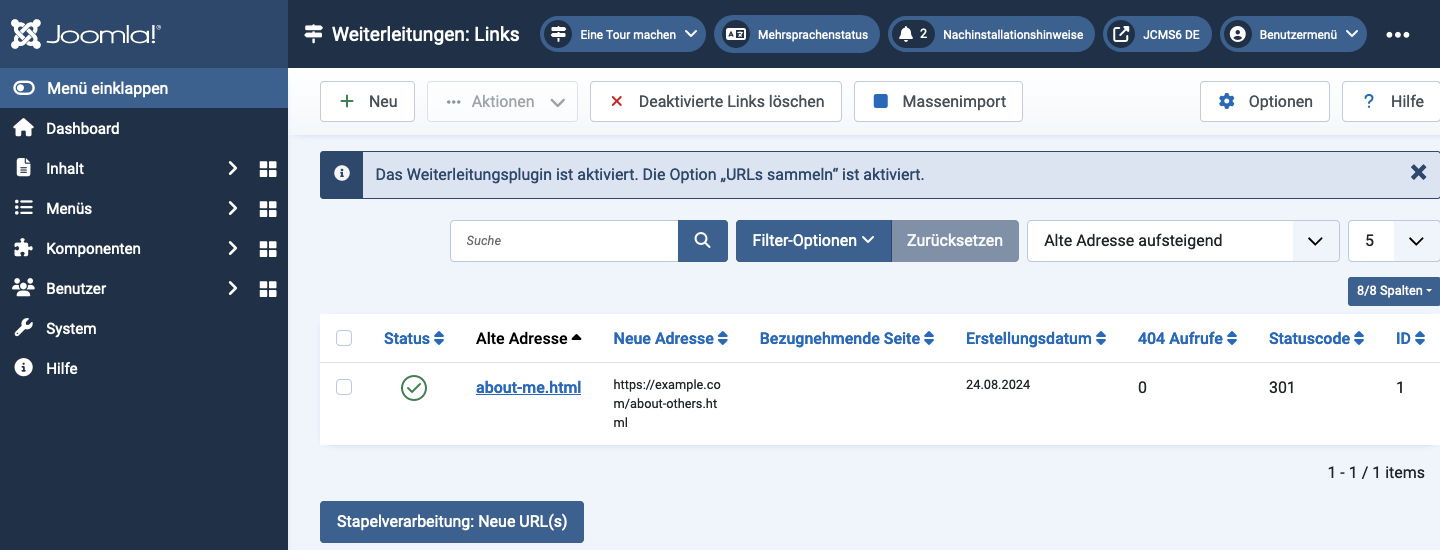 Joomla!®
Weiterleitungen: Links
Eine Tour machen
Mehrsprachenstatus
2 Nachinstallationshinweise
JCMS6 DE
Benutzermenü
Menü einklappen
Dashboard
Inhalt
Menüs
Komponenten
Benutzer
System
Hilfe
Neu
Aktionen
Deaktivierte Links löschen
Massenimport
Optionen
? Hilfe
Das Weiterleitungsplugin ist aktiviert. Die Option „URLs sammeln“ ist aktiviert.
Suche
Filter-Optionen
Zurücksetzen
Alte Adresse aufsteigend
5
8/8 Spalten
Status Alte Adresse Neue Adresse Bezugnehmende Seite Erstellungsdatum 404 Aufrufe Statuscode ID
about-me.html
https://example.co
m/about-others.ht
ml
24.08.2024
0
301
1
1 - 1 / 1 items
Stapelverarbeitung: Neue URL(s)